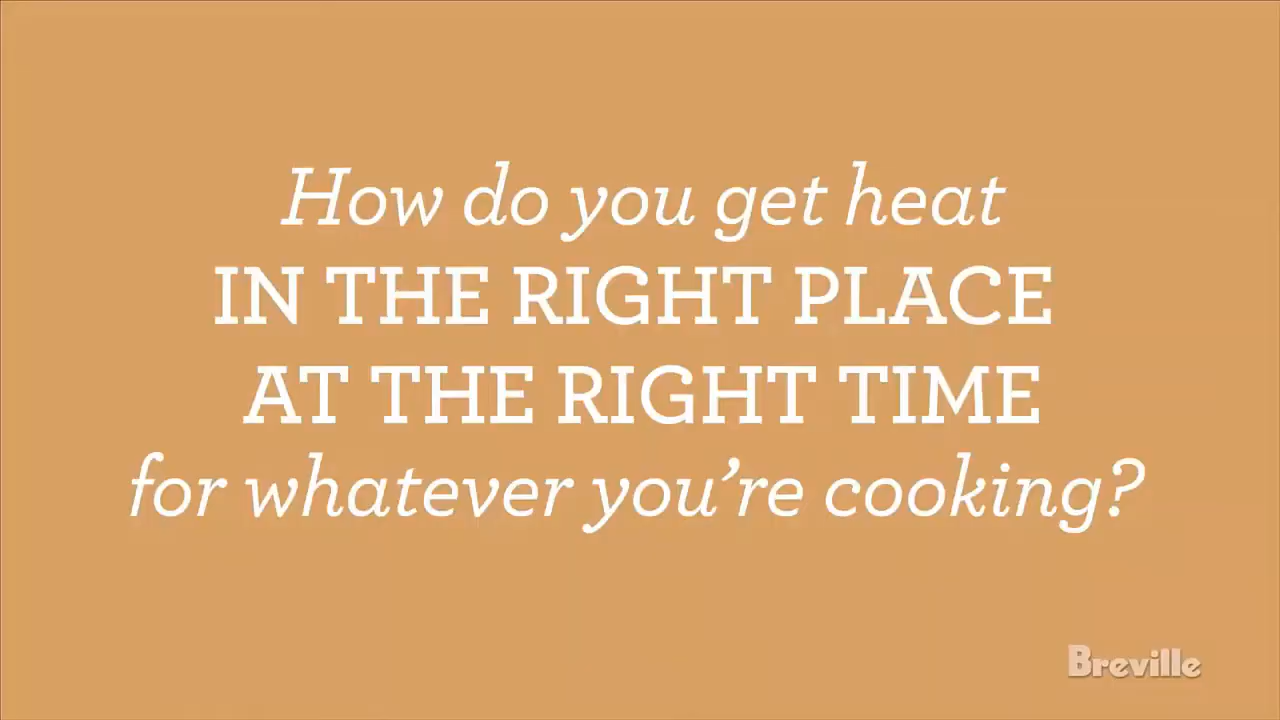 How do you get heat
IN THE RIGHT PLACE
AT THE RIGHT TIME
for whatever you’re cooking?
Breville